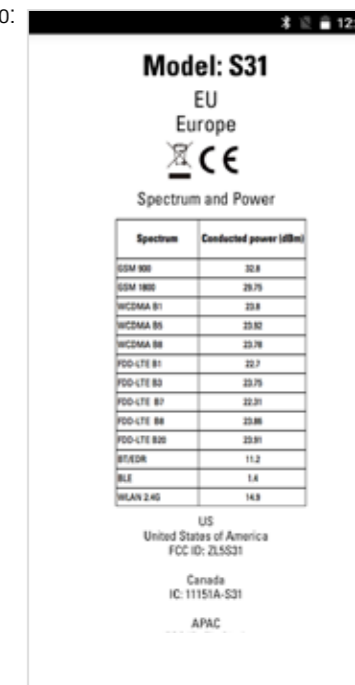 o:
12:
Model: S31
EU
Europe
CE
Spectrum and Power
Spectrum Conducted power (dBm)
GSM 900 32.8
GSM 1800 29.75
WCDMA B1 23.8
WCDMA B5 23.92
WCDMA B8 23.78
FDD-LTE B1 22.7
FDD-LTE B3 23.75
FDD-LTE B7 22.31
FDD-LTE B8 23.86
FDD-LTE B20 23.91
BT/EDR 11.2
BLE 1.4
WLAN 2.4G 14.9
US
United States of America
FCC ID: ZL5S31
Canada
IC: 11151A-S31
APAC